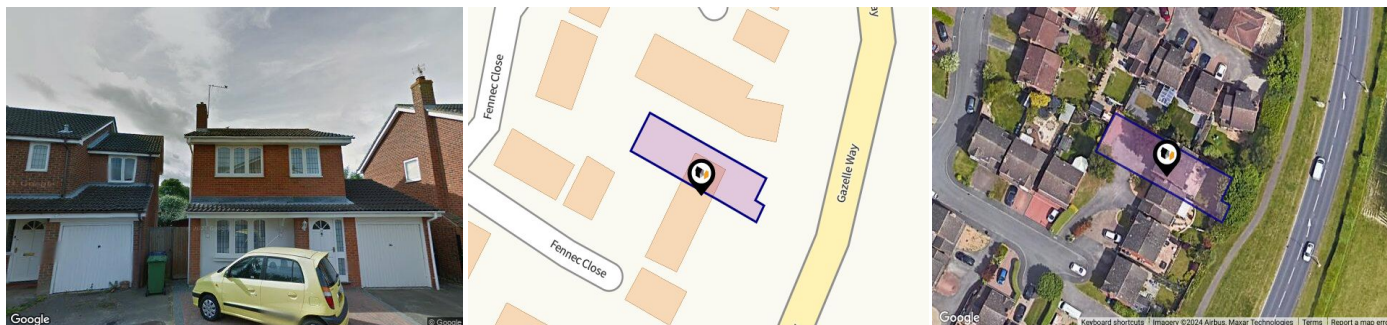 Google
© Google
Fennec Close
Fennec Close
Gazelle Way
Google
Keyboard shortcuts
Imagery ©2024 Airbus, Maxar Technologies
Terms
Report a map erro